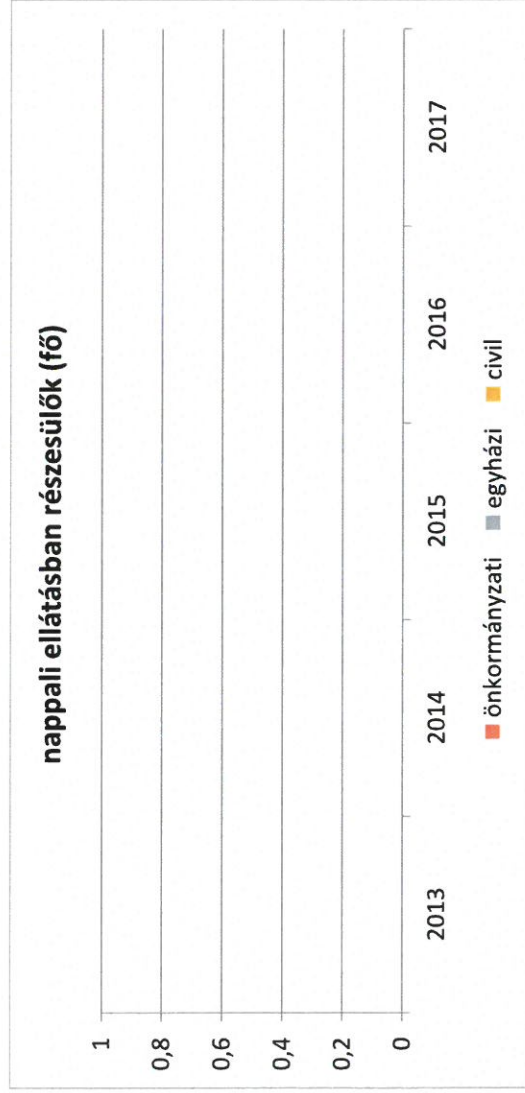 nappali ellátásban részesülők (fő)
1
0,8
0,6
0,4
0,2
0
2013 2014 2015 2016 2017
önkormányzati egyházi civil